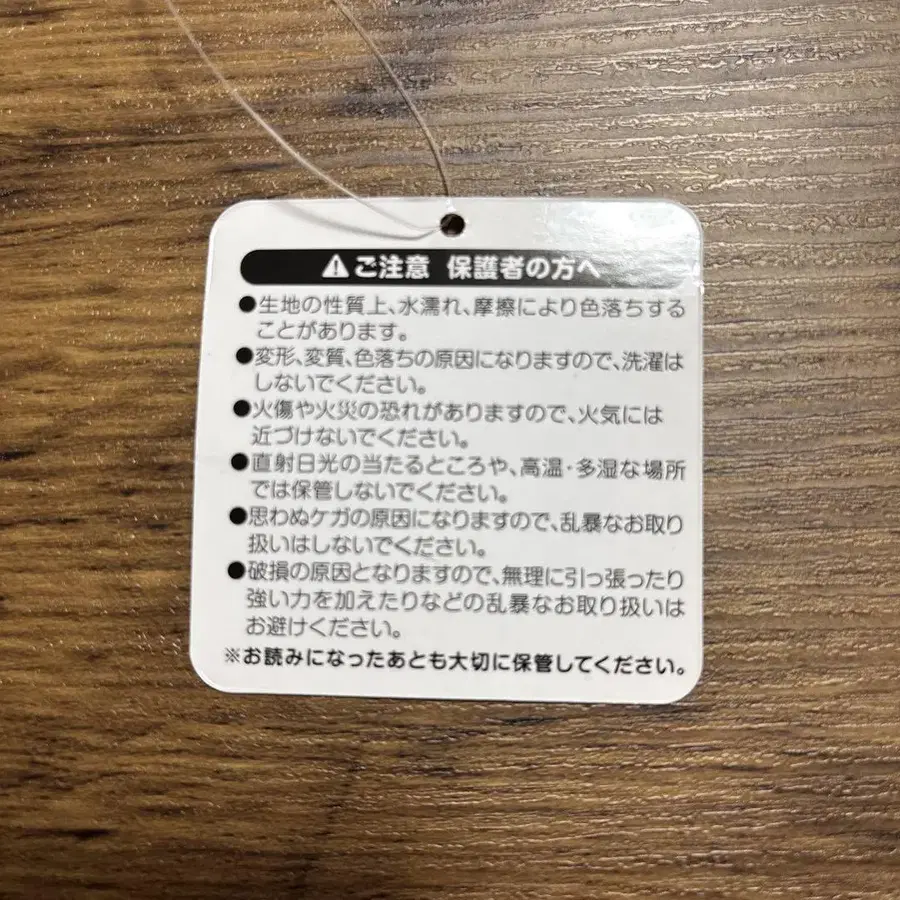 ⚠ご注意 保護者の方へ
●生地の性質上、水濡れ、摩擦により色落ちする
ことがあります。
●変形、変質、色落ちの原因になりますので、洗濯は
しないでください。
●火傷や火災の恐れがありますので、火気には
近づけないでください。
●直射日光の当たるところや、高温・多湿な場所
では保管しないでください。
●思わぬケガの原因になりますので、乱暴なお取り
扱いはしないでください。
●破損の原因となりますので、無理に引っ張ったり
強い力を加えたりなどの乱暴なお取り扱いは
お避けください。
※お読みになったあとも大切に保管してください。